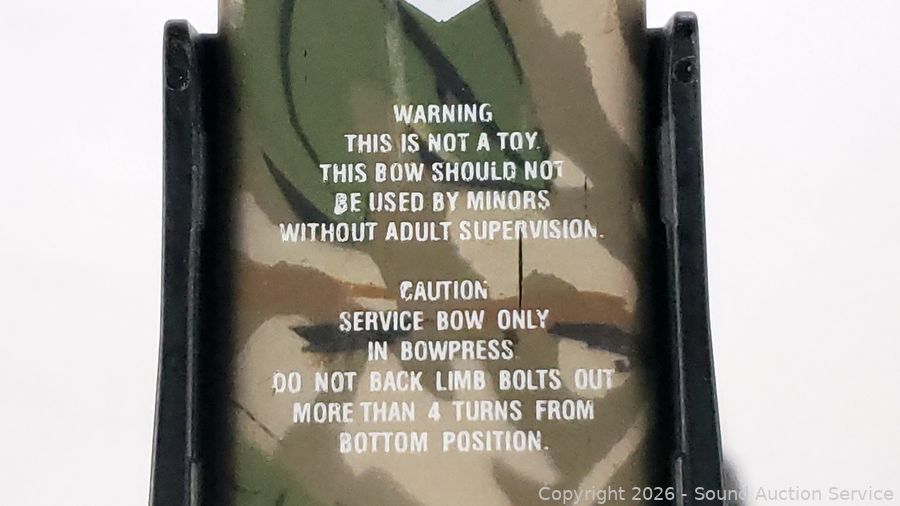 WARNING
THIS IS NOT A TOY.
THIS BOW SHOULD NOT
BE USED BY MINORS
WITHOUT ADULT SUPERVISION.
CAUTION
SERVICE BOW ONLY
IN BOWPRESS
DO NOT BACK LIMB BOLTS OUT
MORE THAN 4 TURNS FROM
BOTTOM POSITION.
Copyright 2026 - Sound Auction Service